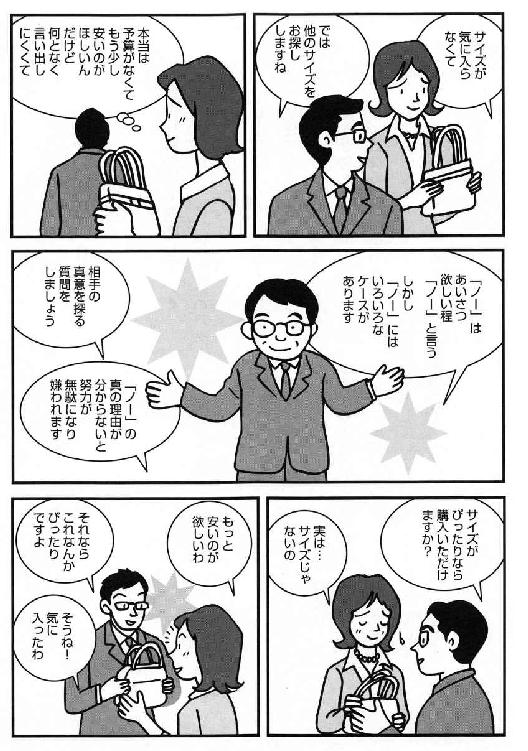 サイズが
気に入ら
なくて
では
他のサイズを
お探し
しますね
本当は
予算がなくて
もう少し
安いのが
ほしいん
だけど
何となく
言い出し
にくくて
「ノー」は
あいさつ
欲しい程
「ノー」と言う
しかし
「ノー」には
いろいろな
ケースが
あります
相手の
真意を探る
質問を
しましょう
「ノー」の
真の理由が
分からないと
努力が
無駄になり
嫌われます
サイズが
ぴったりなら
購入いただけ
ますか?
実は…
サイズじゃ
ないの
もっと
安いのが
欲しいわ
それなら
これなんか
ぴったり
ですよ
そうね!
気に
入ったわ